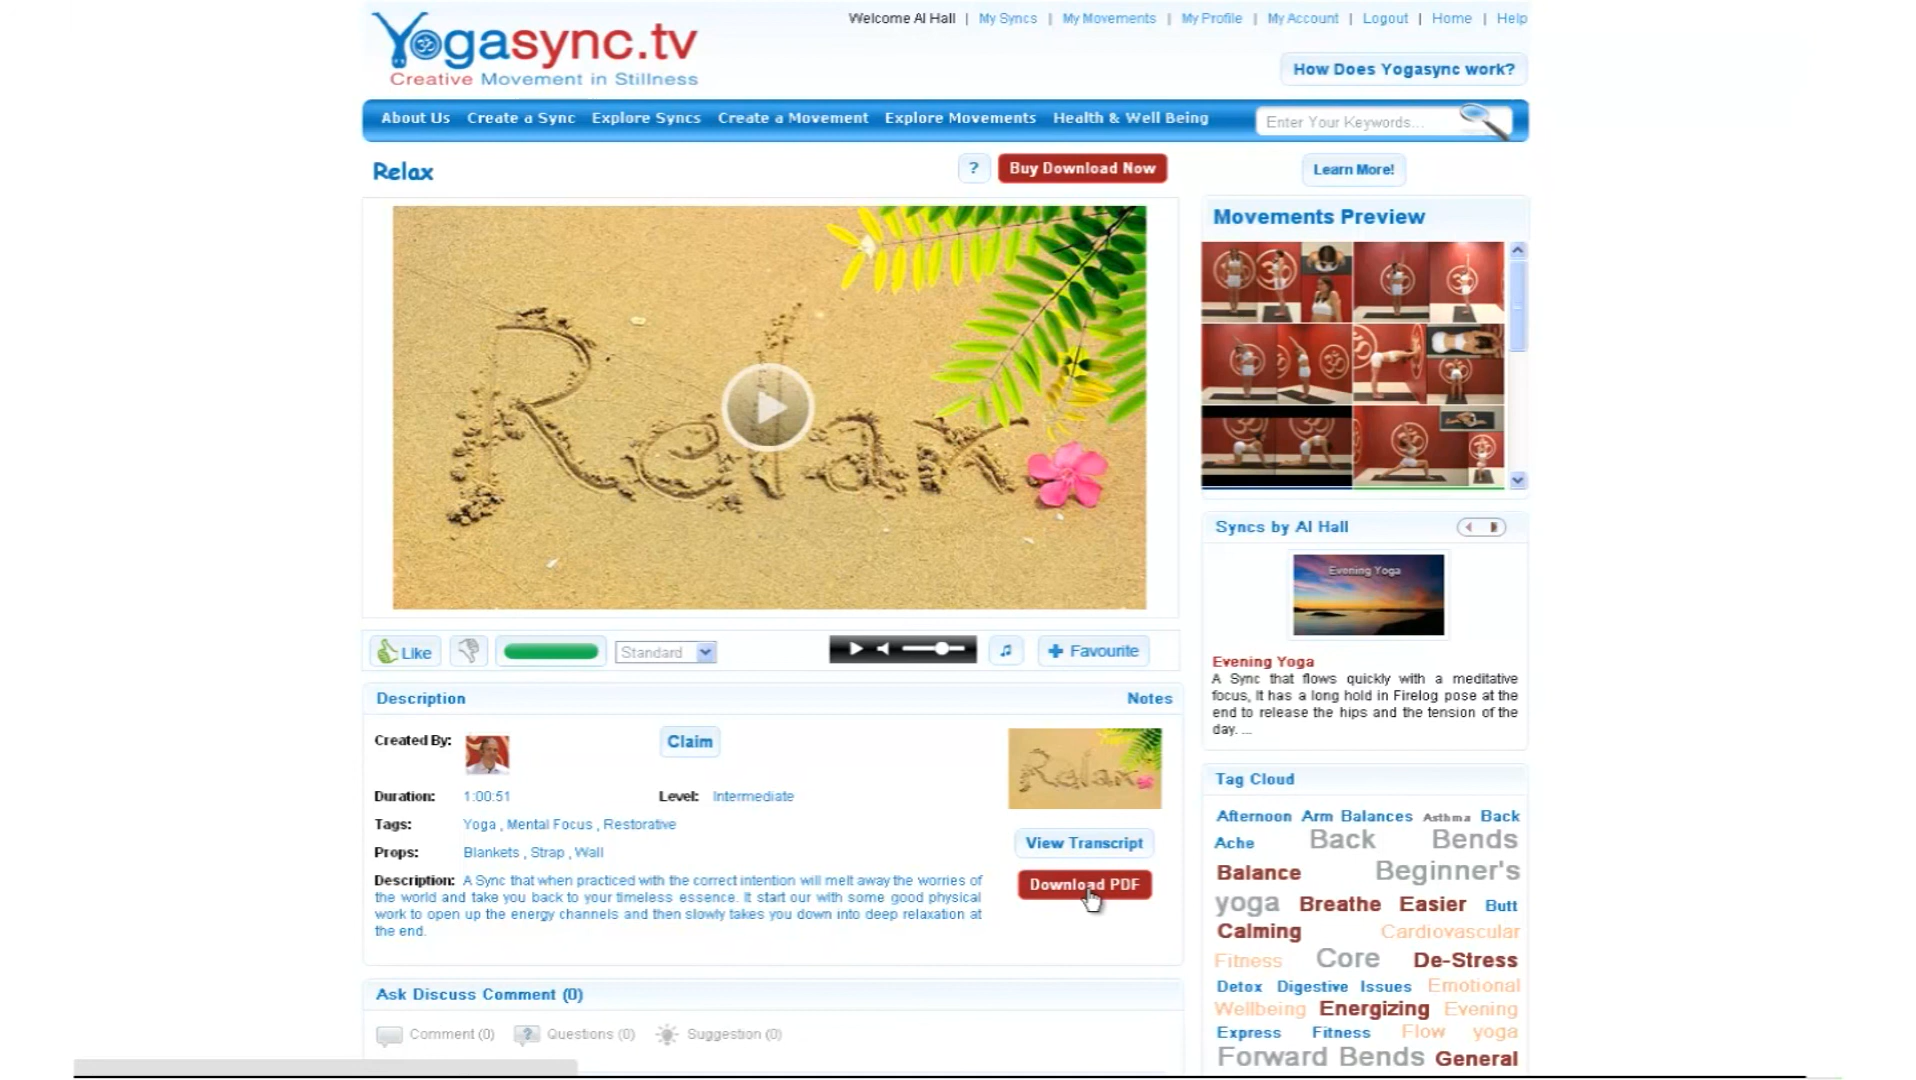 Yogasync.tv
Creative Movement in Stillness
Welcome Al Hall | My Syncs | My Movements | My Profile | My Account | Logout | Home | Help
How Does Yogasync work?
About Us Create a Sync Explore Syncs Create a Movement Explore Movements Health & Well Being
Enter Your Keywords...
Relax
?
Buy Download Now
Learn More!
Relax
Movements Preview
Like
Standard
+ Favourite
Description
Notes
Created By:
Claim
Duration: 1:00:51
Level: Intermediate
Tags: Yoga , Mental Focus , Restorative
Props: Blankets , Strap , Wall
Description: A Sync that when practiced with the correct intention will melt away the worries of
the world and take you back to your timeless essence. It start our with some good physical
work to open up the energy channels and then slowly takes you down into deep relaxation at
the end.
Relax
View Transcript
Download PDF
Ask Discuss Comment (0)
Comment (0)
Questions (0)
Suggestion (0)
Syncs by Al Hall
Evening Yoga
Evening Yoga
A Sync that flows quickly with a meditative
focus, It has a long hold in Firelog pose at the
end to release the hips and the tension of the
day. ...
Tag Cloud
Afternoon Arm Balances Asthma Back
Ache Back Bends
Balance Beginner's
yoga Breathe Easier Butt
Calming Cardiovascular
Fitness Core De-Stress
Detox Digestive Issues Emotional
Wellbeing Energizing Evening
Express Fitness Flow yoga
Forward Bends General